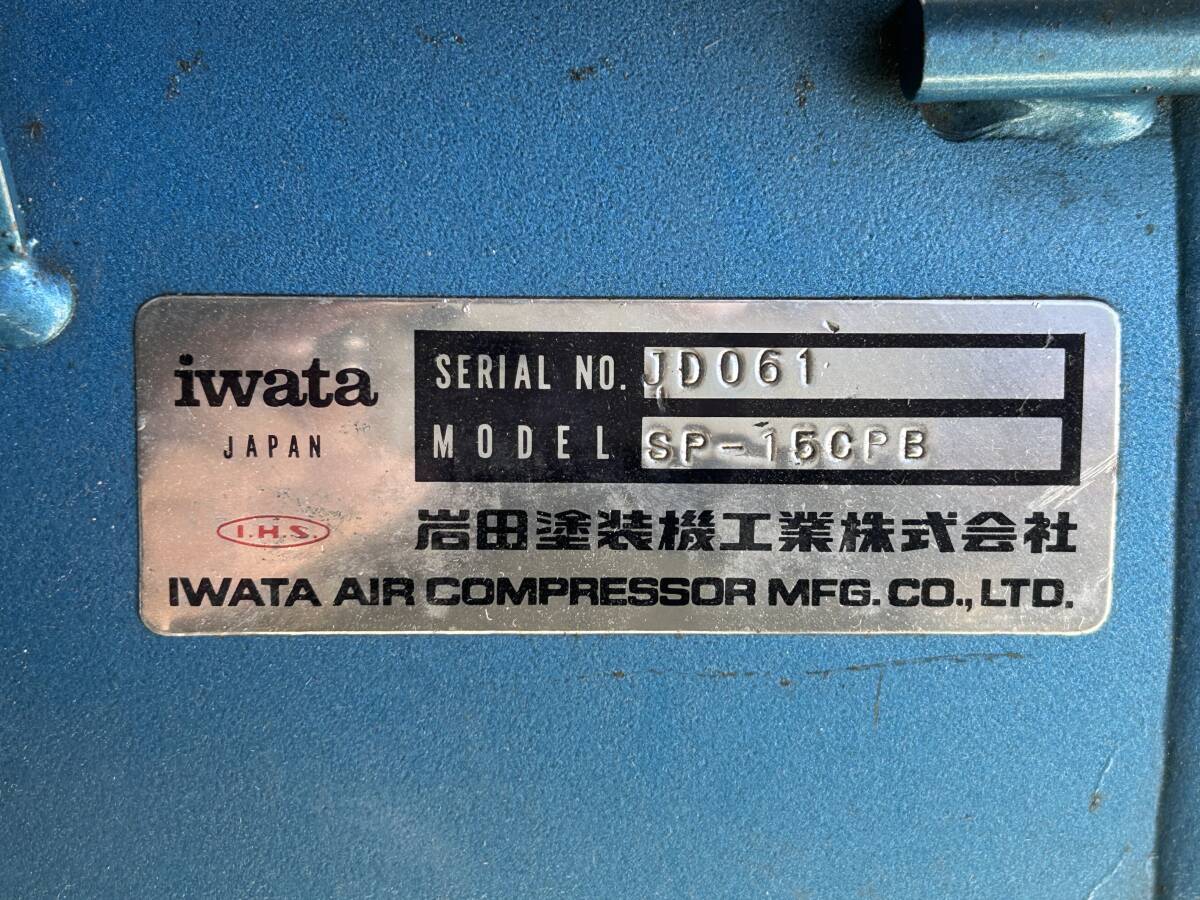 iwata
JAPAN
SERIAL NO. JD061
MODEL SP-15CPB
I.H.S.
岩田塗装機工業株式会社
IWATA AIR COMPRESSOR MFG. CO., LTD.